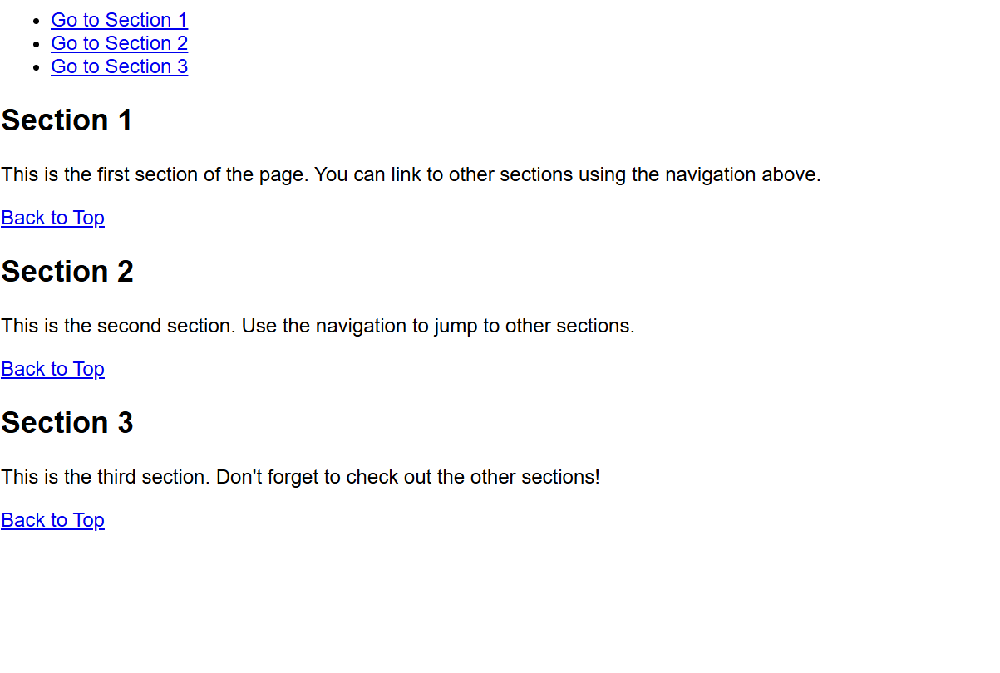 Go to Section 1
Go to Section 2
Go to Section 3
Section 1
This is the first section of the page. You can link to other sections using the navigation above.
Back to Top
Section 2
This is the second section. Use the navigation to jump to other sections.
Back to Top
Section 3
This is the third section. Don't forget to check out the other sections!
Back to Top